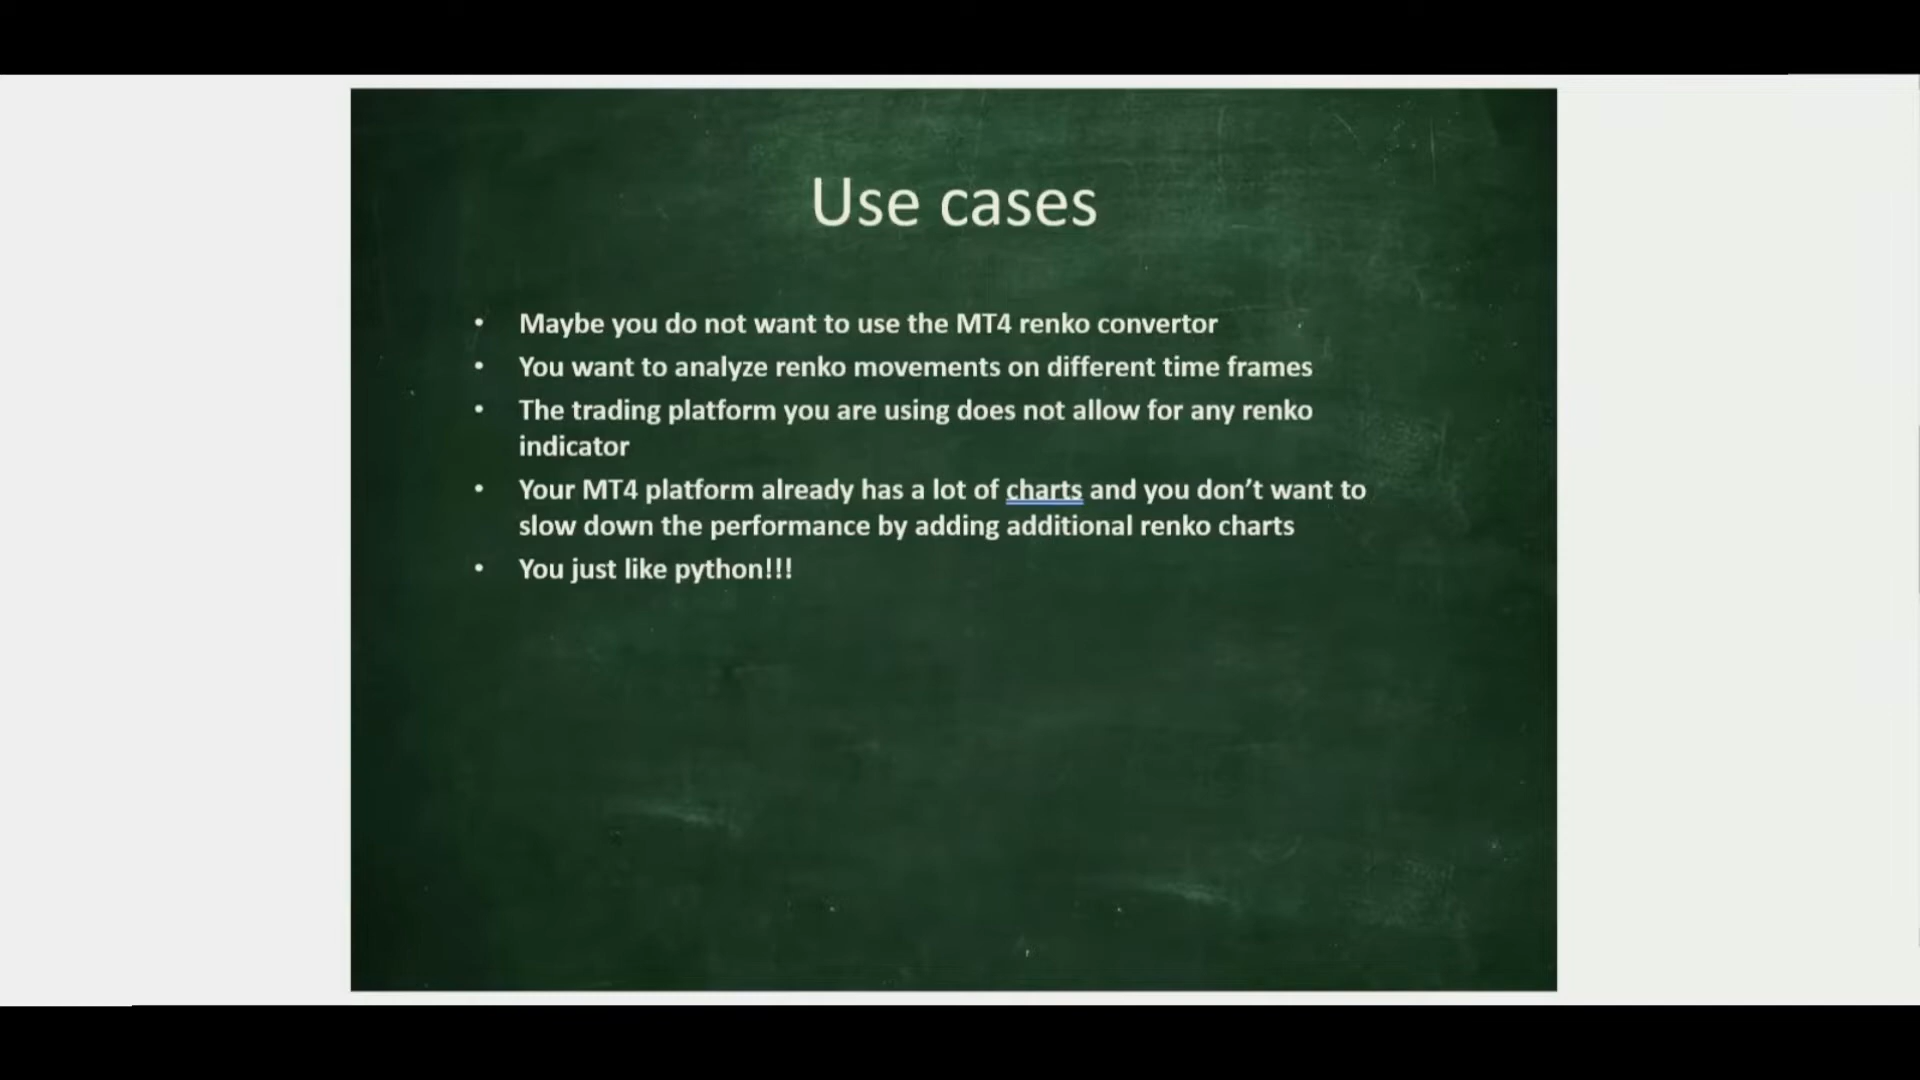 Use cases
• Maybe you do not want to use the MT4 renko convertor
• You want to analyze renko movements on different time frames
• The trading platform you are using does not allow for any renko
indicator
• Your MT4 platform already has a lot of charts and you don’t want to
slow down the performance by adding additional renko charts
• You just like python!!!